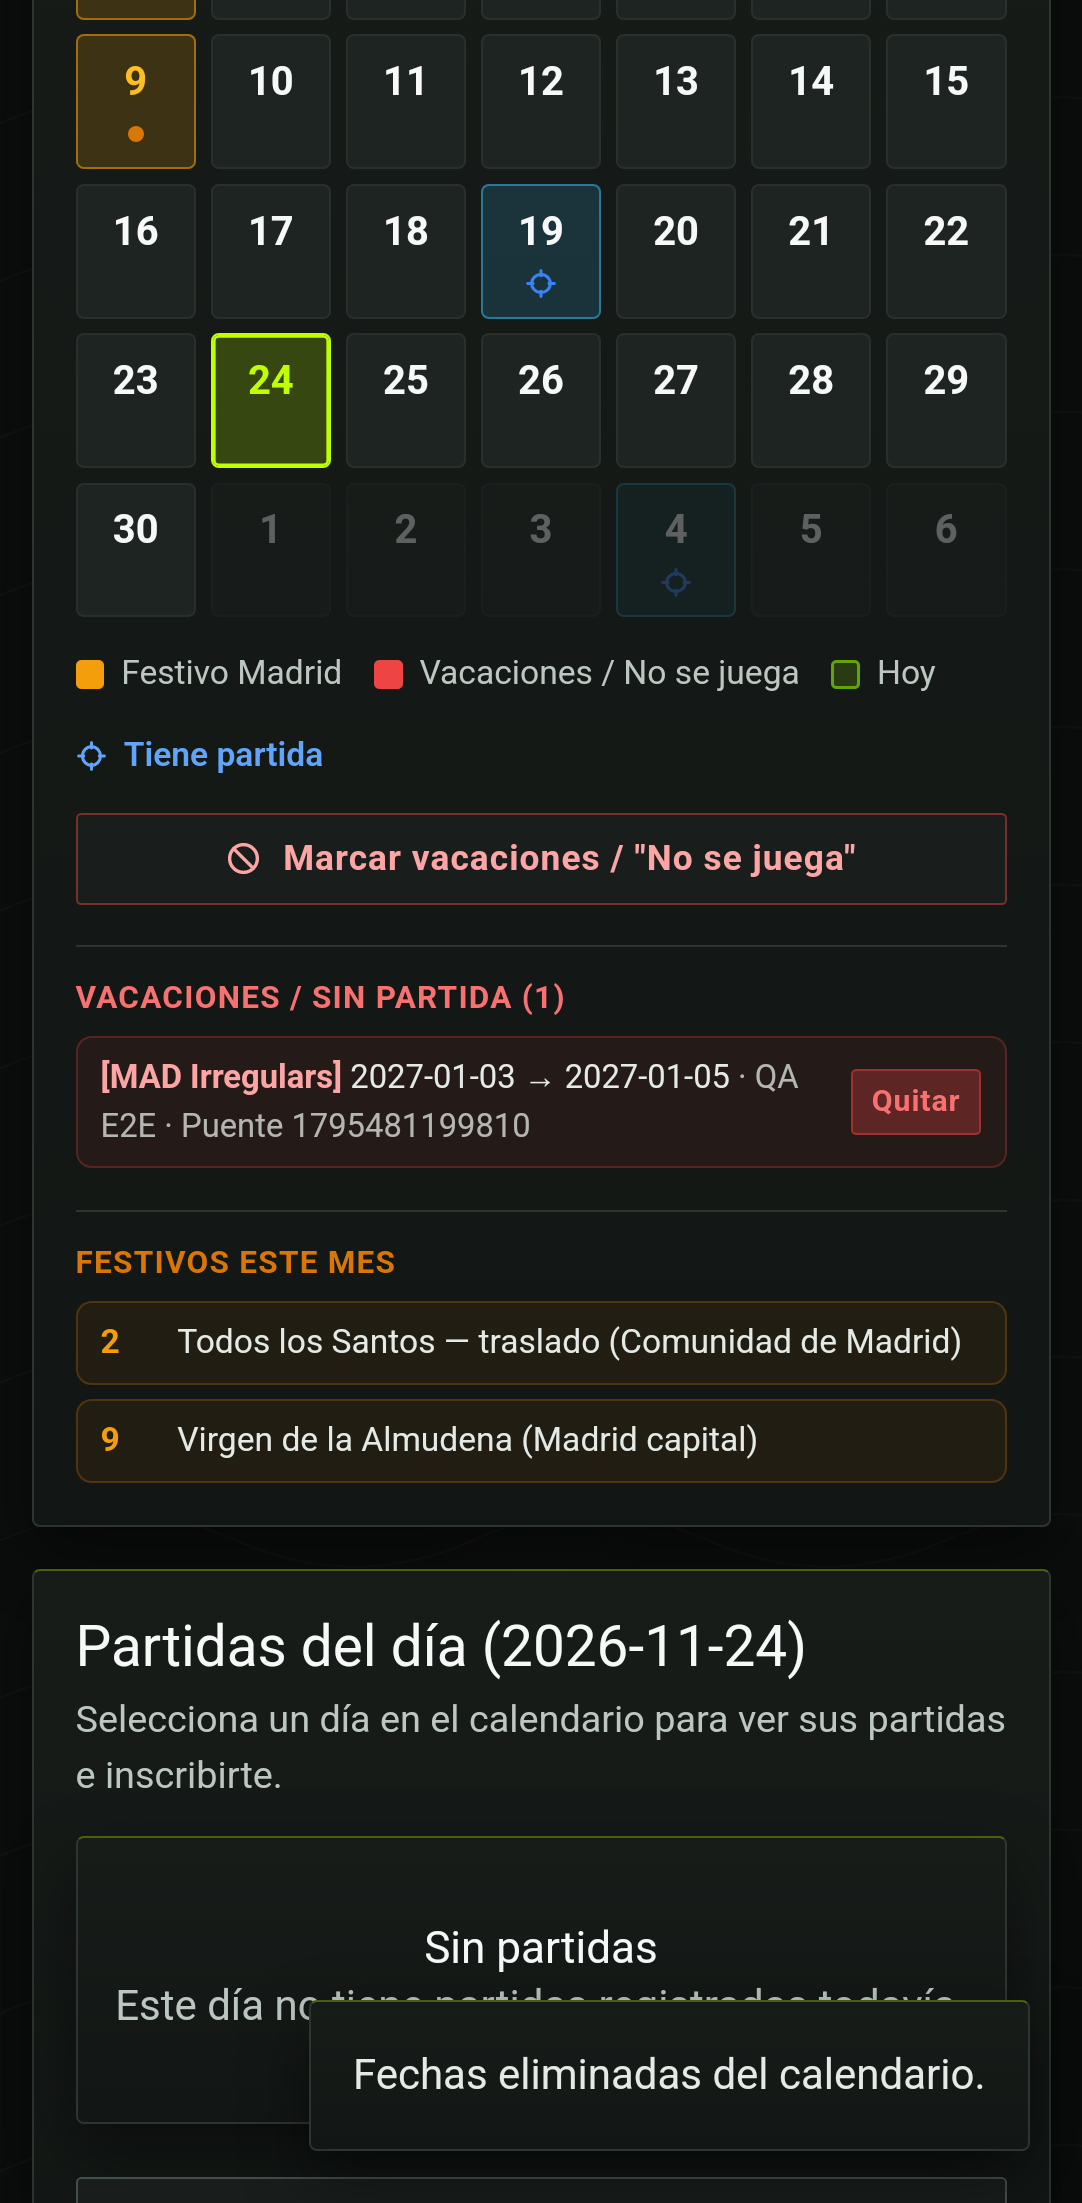 9 10 11 12 13 14 15
16 17 18 19 20 21 22
23 24 25 26 27 28 29
30 1 2 3 4 5 6
Festivo Madrid Vacaciones / No se juega Hoy
Tiene partida
Marcar vacaciones / "No se juega"
VACACIONES / SIN PARTIDA (1)
[MAD Irregulars] 2027-01-03 → 2027-01-05 · QA
E2E · Puente 1795481199810
Quitar
FESTIVOS ESTE MES
2 Todos los Santos — traslado (Comunidad de Madrid)
9 Virgen de la Almudena (Madrid capital)
Partidas del día (2026-11-24)
Selecciona un día en el calendario para ver sus partidas
e inscribirte.
Sin partidas
Este día no tiene partidas registradas todavía
Fechas eliminadas del calendario.